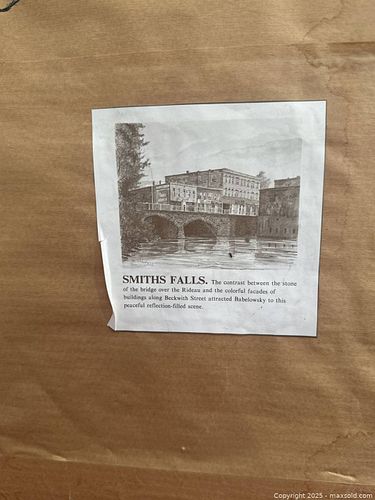 SMITHS FALLS. The contrast between the stone
of the bridge over the Rideau and the colorful facades of
buildings along Beckwith Street attracted Babelowsky to this
peaceful reflection-filled scene.
Copyright 2025 - maxsold.com